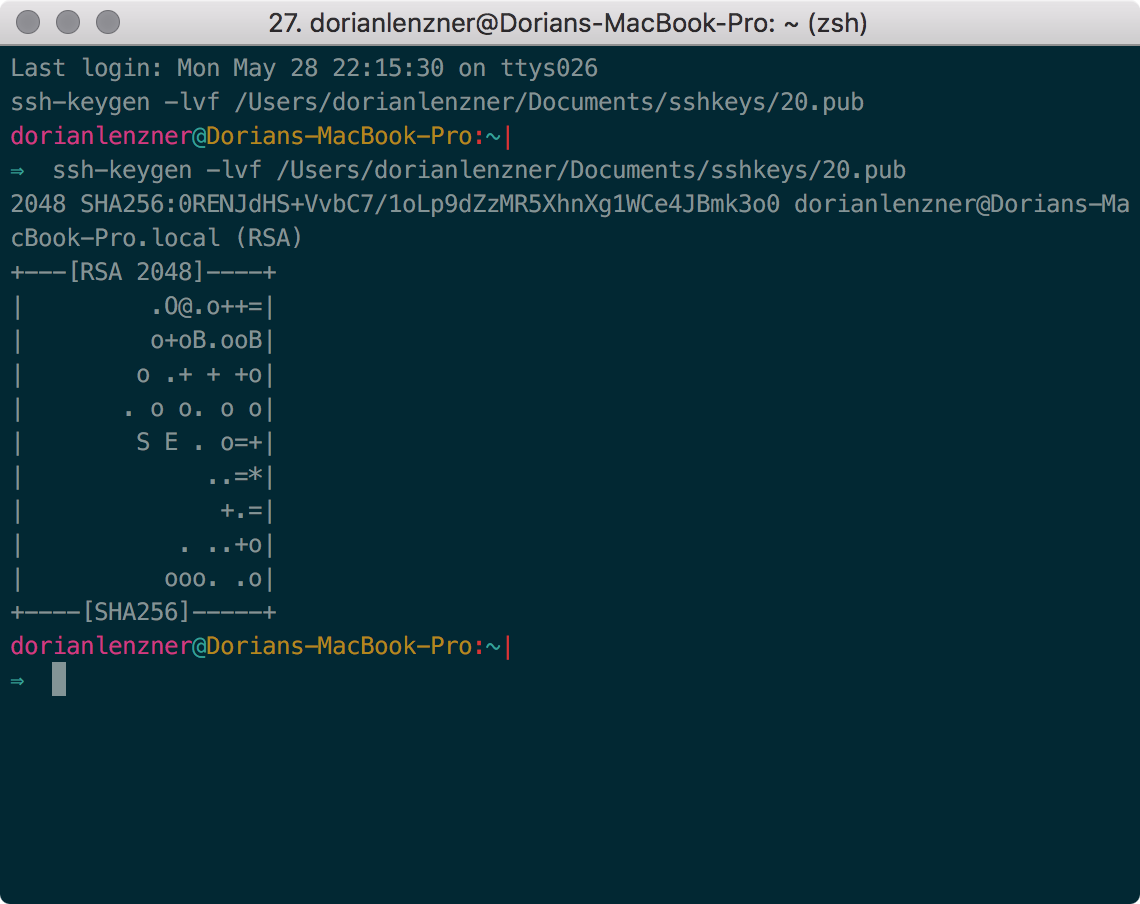 27. dorianlenzner@Dorians-MacBook-Pro: ~ (zsh)
Last login: Mon May 28 22:15:30 on ttys026
ssh-keygen -lvf /Users/dorianlenzner/Documents/sshkeys/20.pub
dorianlenzner@Dorians-MacBook-Pro:~|
⇒  ssh-keygen -lvf /Users/dorianlenzner/Documents/sshkeys/20.pub
2048 SHA256:0RENJdHS+VvbC7/1oLp9dZzMR5XhnXg1WCe4JBmk3o0 dorianlenzner@Dorians-Ma
cBook-Pro.local (RSA)
+---[RSA 2048]----+
|         .O@.o++=|
|         o+oB.ooB|
|        o .+ + +o|
|       . o o. o o|
|        S E . o=+|
|             ..=*|
|              +.=|
|           . ..+o|
|          ooo. .o|
+----[SHA256]-----+
dorianlenzner@Dorians-MacBook-Pro:~|
⇒